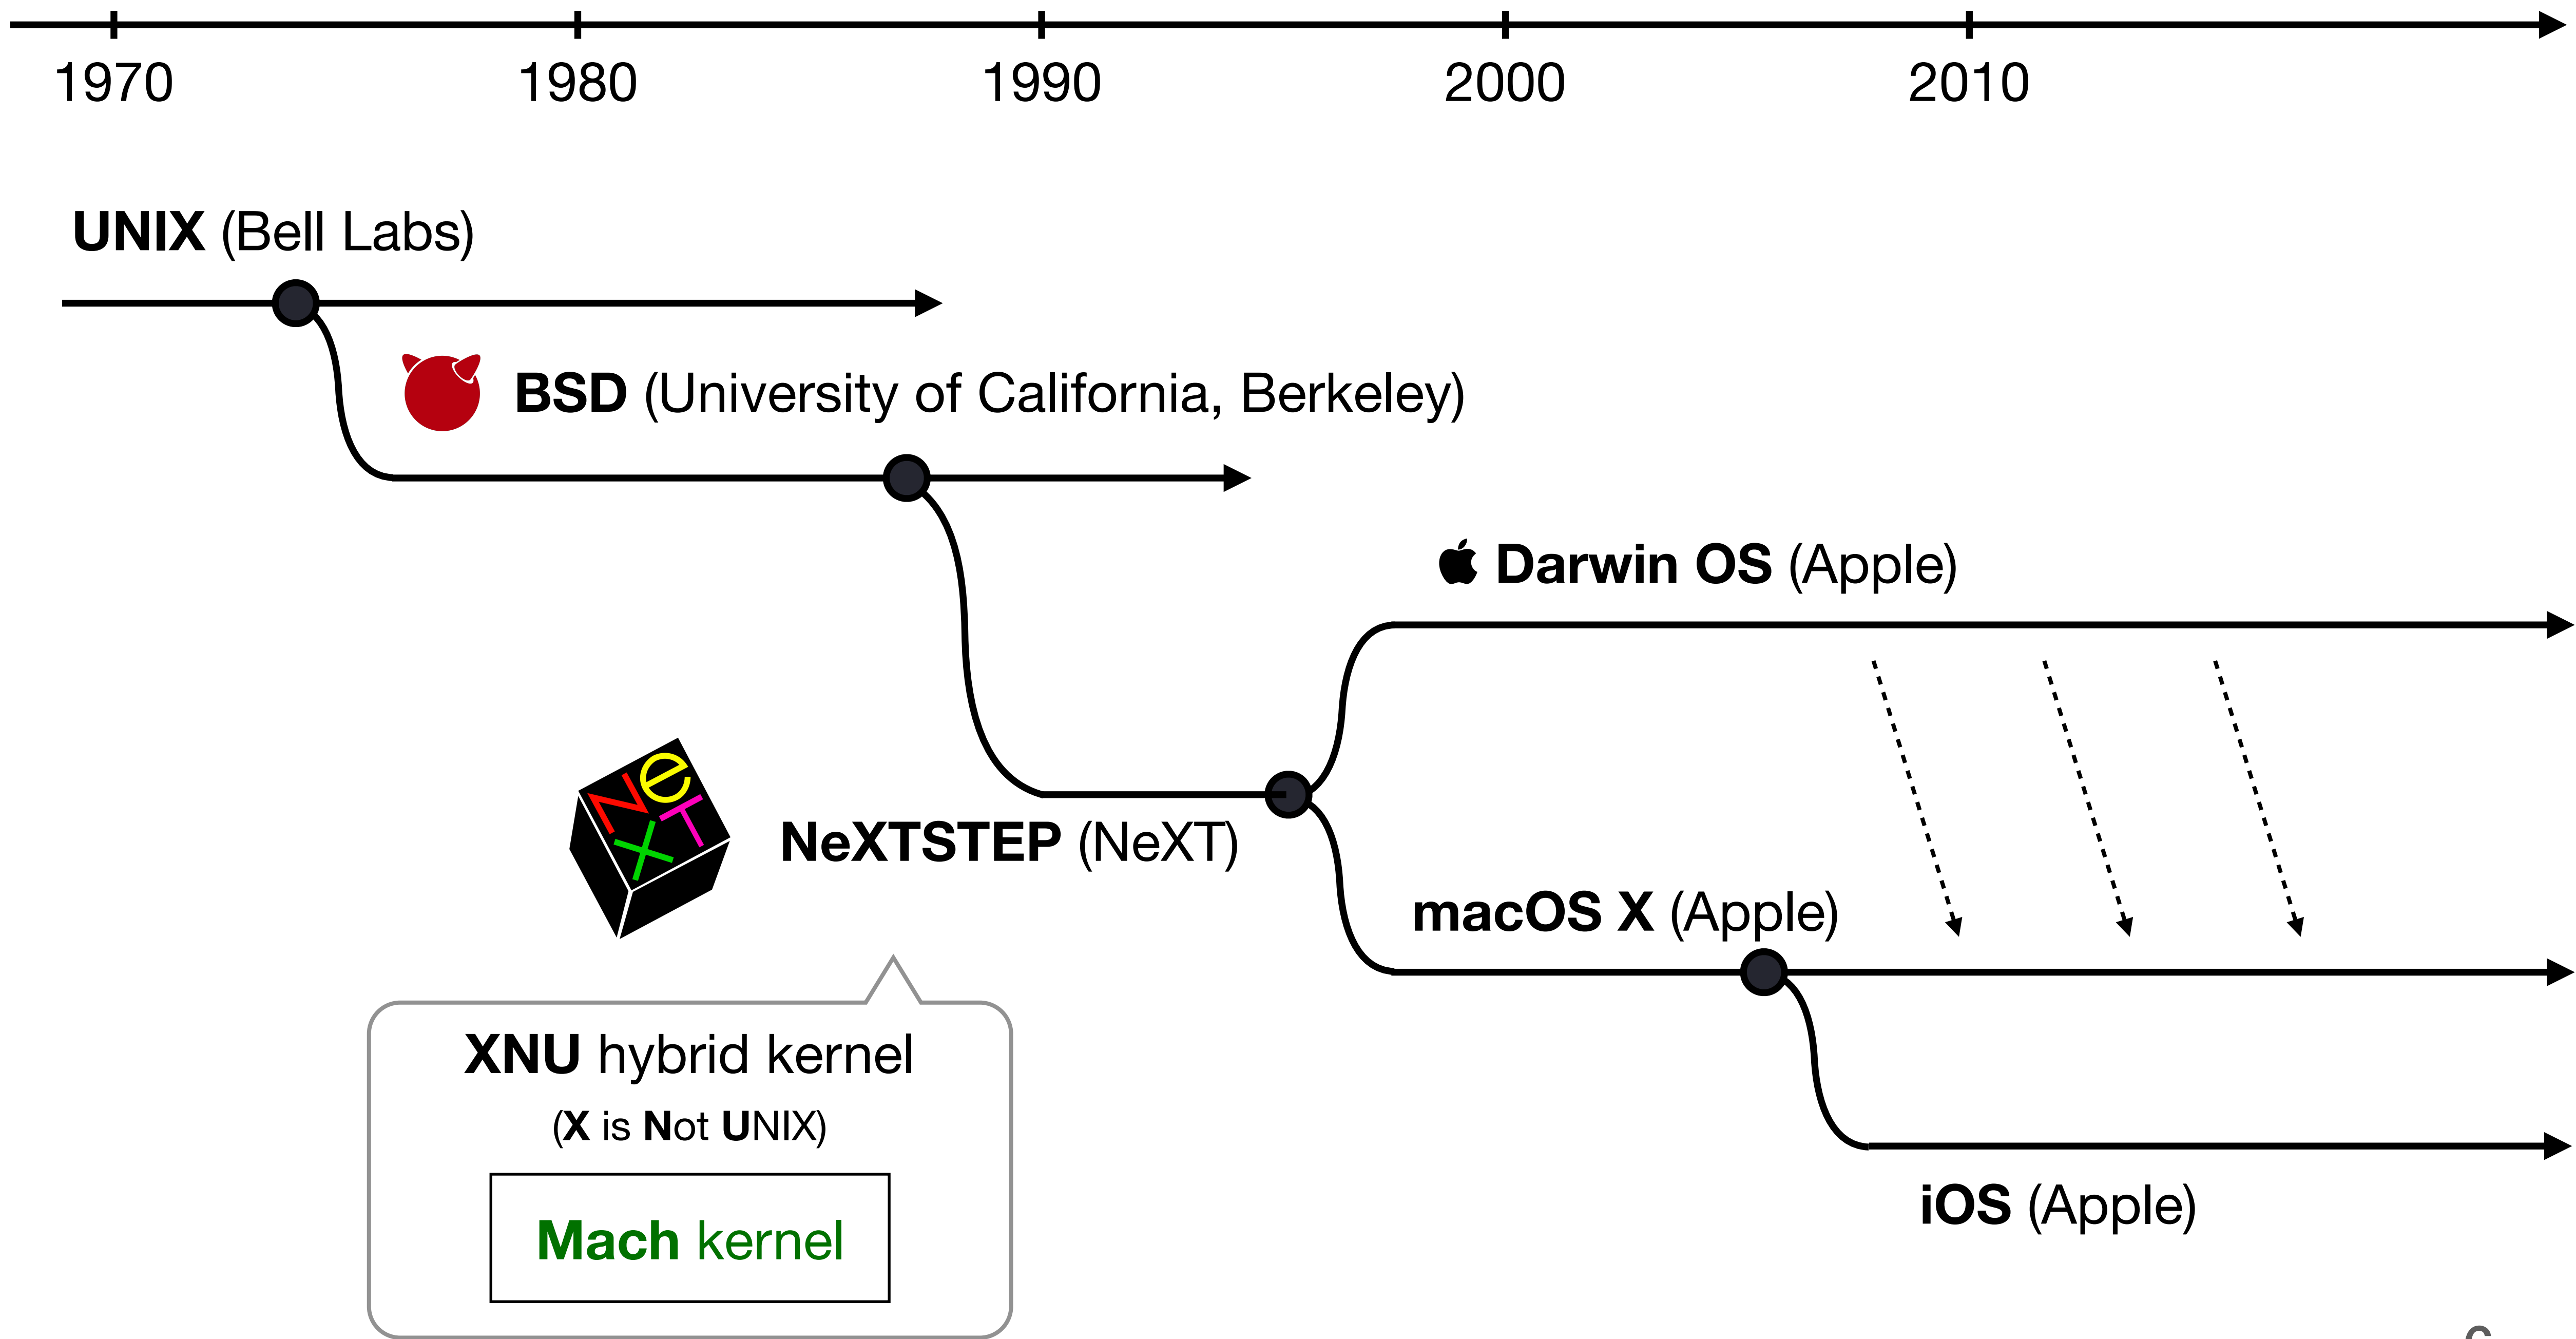 1970 1980 1990 2000 2010
UNIX (Bell Labs)
BSD (University of California, Berkeley)
Darwin OS (Apple)
NeXT
NeXTSTEP (NeXT)
macOS X (Apple)
XNU hybrid kernel
(X is Not UNIX)
Mach kernel
iOS (Apple)